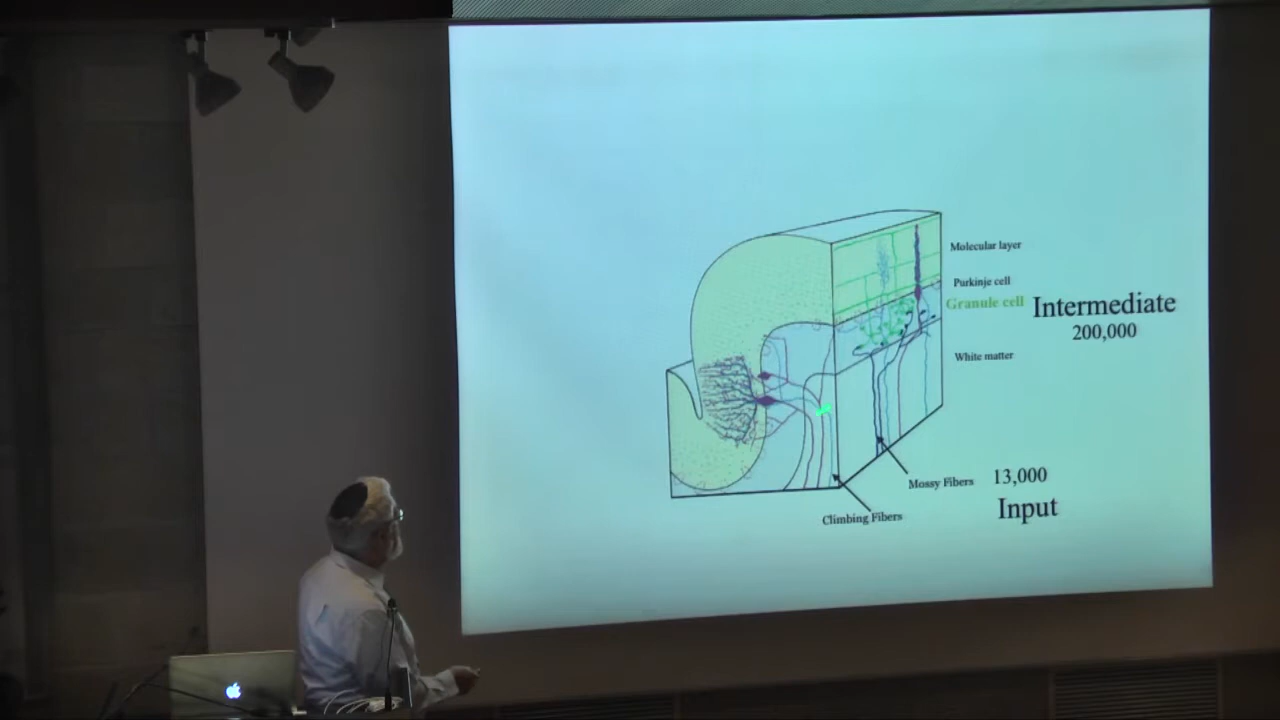 Molecular layer
Purkinje cell
Granule cell
Intermediate
200,000
White matter
Mossy Fibers
13,000
Input
Climbing Fibers